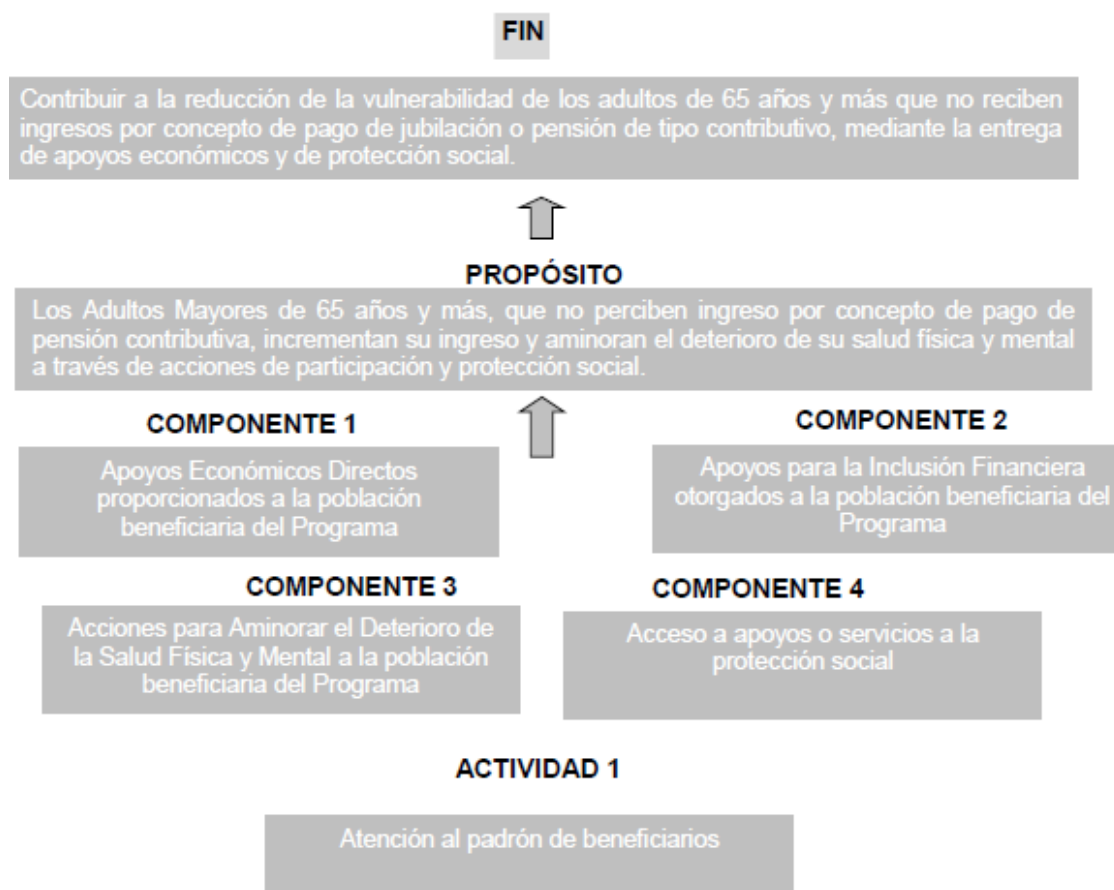 FIN
Contribuir a la reducción de la vulnerabilidad de los adultos de 65 años y más que no reciben
ingresos por concepto de pago de jubilación o pensión de tipo contributivo, mediante la entrega
de apoyos económicos y de protección social.
PROPÓSITO
Los Adultos Mayores de 65 años y más, que no perciben ingreso por concepto de pago de
pensión contributiva, incrementan su ingreso y aminoran el deterioro de su salud física y mental
a través de acciones de participación y protección social.
COMPONENTE 1
Apoyos Económicos Directos
proporcionados a la población
beneficiaria del Programa
COMPONENTE 2
Apoyos para la Inclusión Financiera
otorgados a la población beneficiaria del
Programa
COMPONENTE 3
Acciones para Aminorar el Deterioro de
la Salud Física y Mental a la población
beneficiaria del Programa
COMPONENTE 4
Acceso a apoyos o servicios a la
protección social
ACTIVIDAD 1
Atención al padrón de beneficiarios